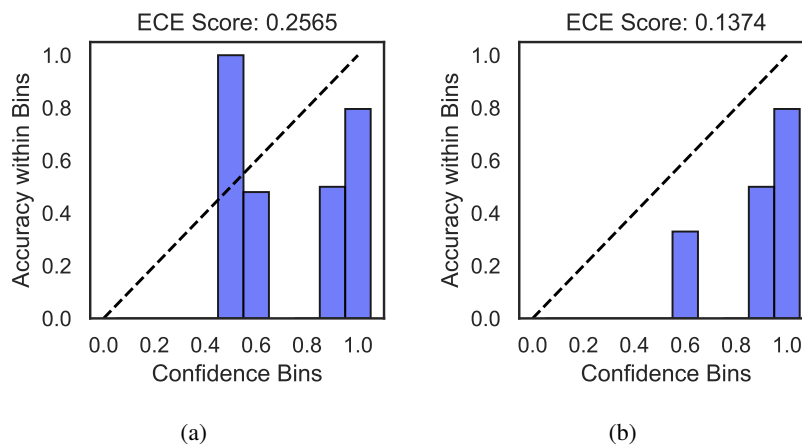 ECE Score: 0.2565
1.0
0.8
0.6
0.4
0.2
0.0
Accuracy within Bins
0.0 0.2 0.4 0.6 0.8 1.0
Confidence Bins
(a)
ECE Score: 0.1374
1.0
0.8
0.6
0.4
0.2
0.0
Accuracy within Bins
0.0 0.2 0.4 0.6 0.8 1.0
Confidence Bins
(b)